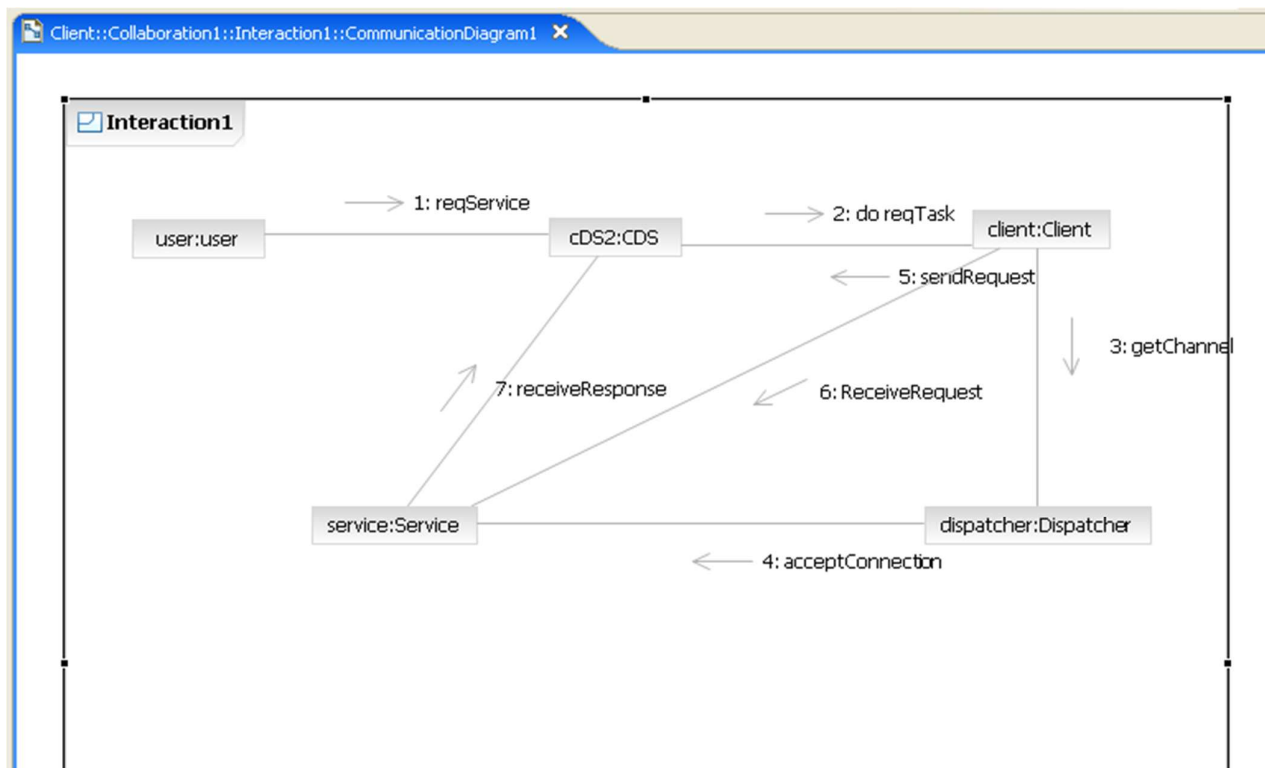 Client::Collaboration1::Interaction1::CommunicationDiagram1
Interaction1
1: reqService
2: do reqTask
user:user
cDS2:CDS
client:Client
5: sendRequest
3: getChannel
7: receiveResponse
6: ReceiveRequest
service:Service
dispatcher:Dispatcher
4: acceptConnection